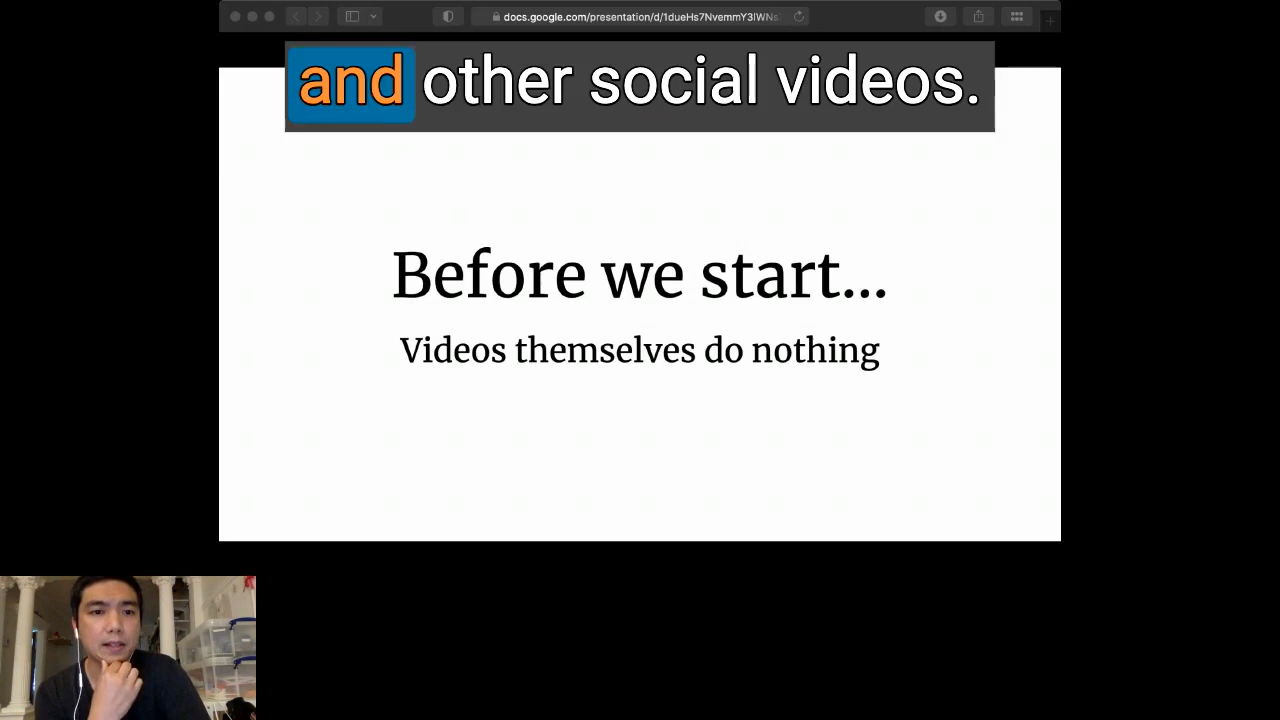 docs.google.com/presentation/d/1dueHs7NvemmY3lWNs
and other social videos.
Before we start...
Videos themselves do nothing